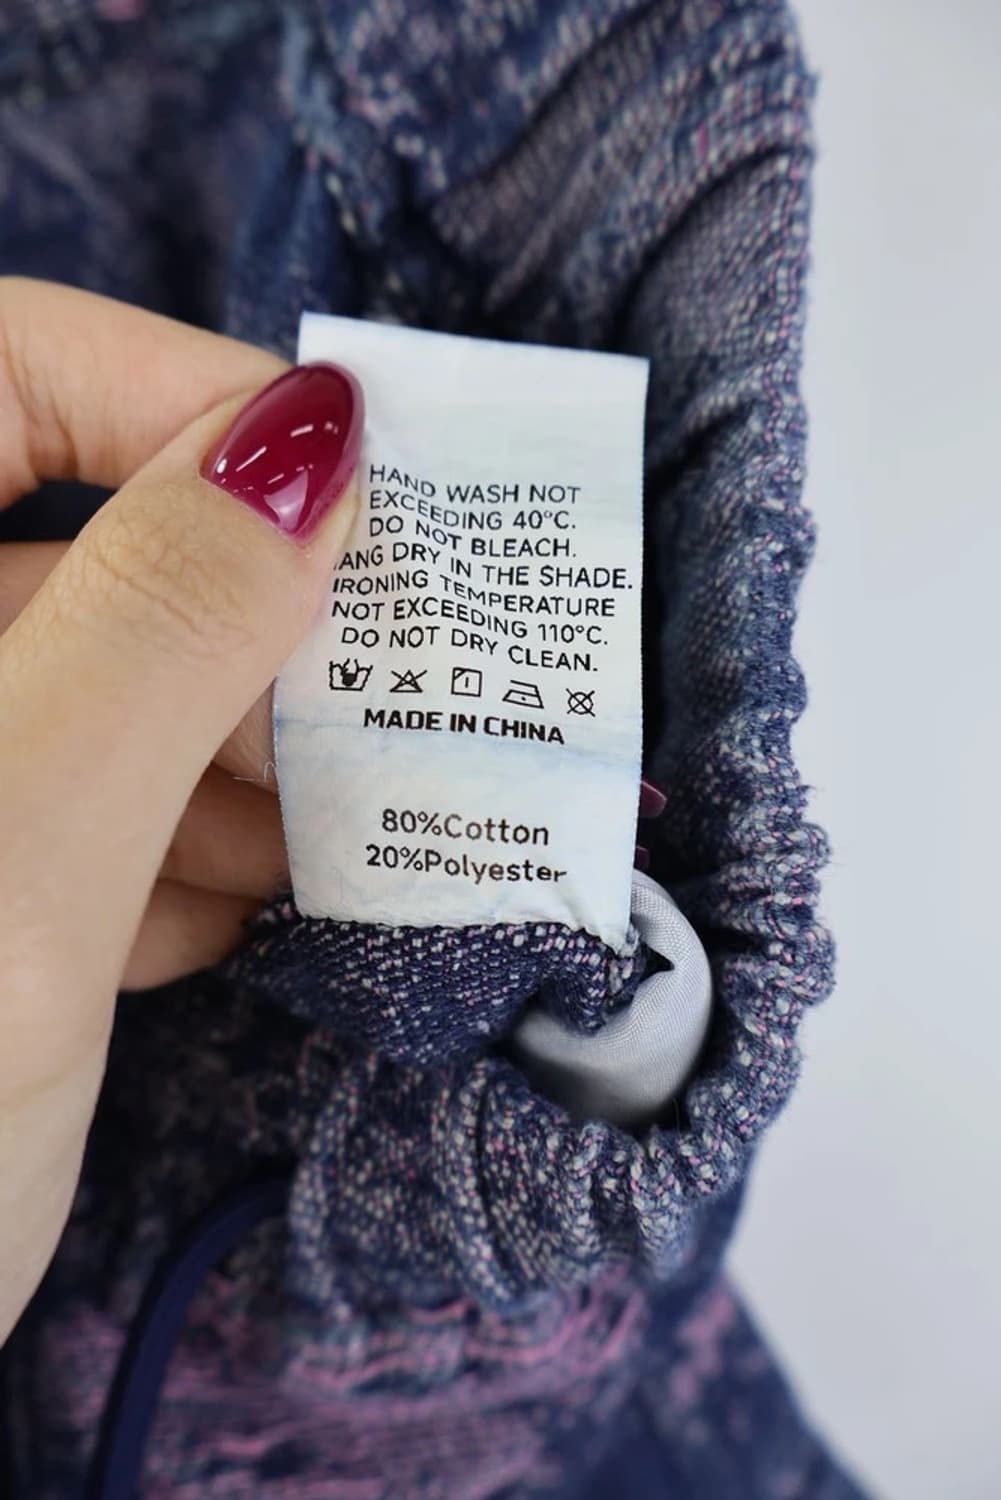 HAND WASH NOT
EXCEEDING 40°C.
DO NOT BLEACH.
ANG DRY IN THE SHADE.
IRONING TEMPERATURE
NOT EXCEEDING 110°C.
DO NOT DRY CLEAN.
MADE IN CHINA
80%Cotton
20%Polyester